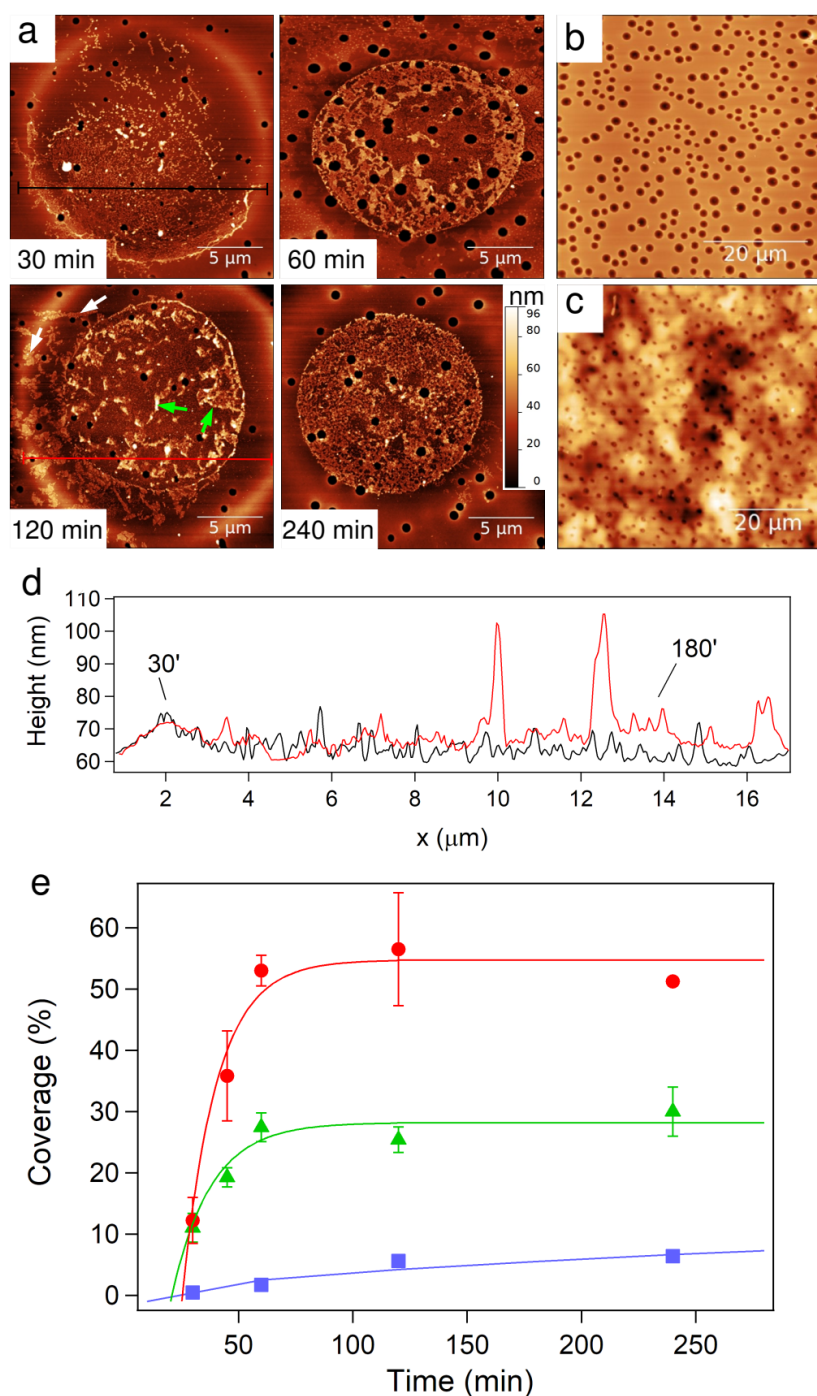 a
30 min
5 μm
60 min
5 μm
b
20 μm
120 min
240 min
5 μm
nm
96
80
60
40
20
0
c
20 μm
d
Height (nm)
110
100
90
80
70
60
30'
180'
2 4 6 8 10 12 14 16
x (μm)
e
Coverage (%)
60
50
40
30
20
10
0
50 100 150 200 250
Time (min)